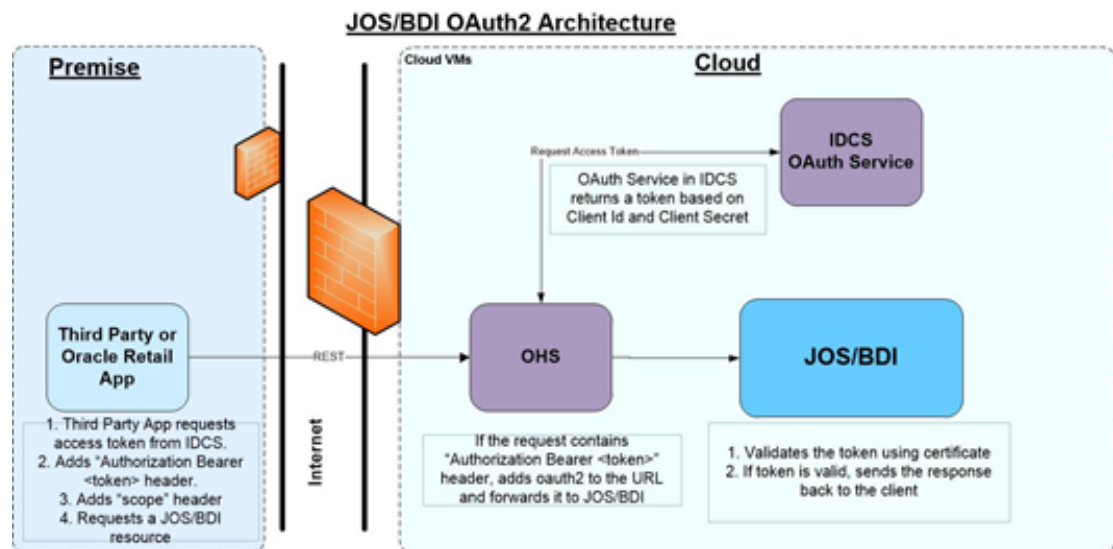 JOS/BDI OAuth2 Architecture
Premise
Cloud VMs
Cloud
IDCS
OAuth Service
Request Access Token
OAuth Service in IDCS
returns a token based on
Client Id and Client Secret
Third Party or
Oracle Retail
App
REST
OHS
JOS/BDI
Internet
1. Third Party App requests
access token from IDCS.
2. Adds “Authorization Bearer
<token> header.
3. Adds “scope” header
4. Requests a JOS/BDI
resource
If the request contains
“Authorization Bearer <token>”
header, adds oauth2 to the URL
and forwards it to JOS/BDI
1. Validates the token using certificate
2. If token is valid, sends the response
back to the client